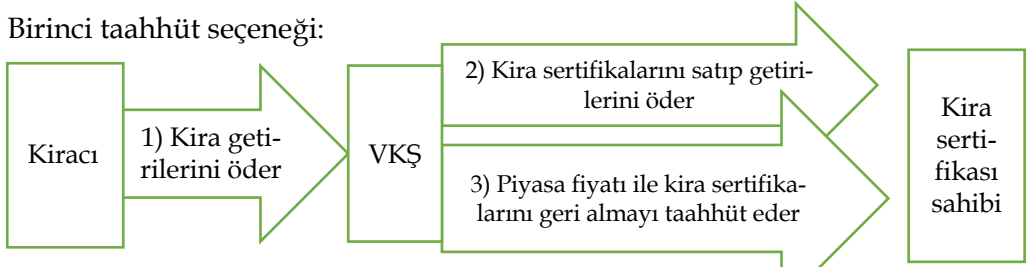 Birinci taahhüt seçeneği:
Kiracı
1) Kira geti-
rilerini öder
VKŞ
2) Kira sertifikalarını satıp getiri-
lerini öder
3) Piyasa fiyatı ile kira sertifika-
larını geri almayı taahhüt eder
Kira
serti-
fikası
sahibi